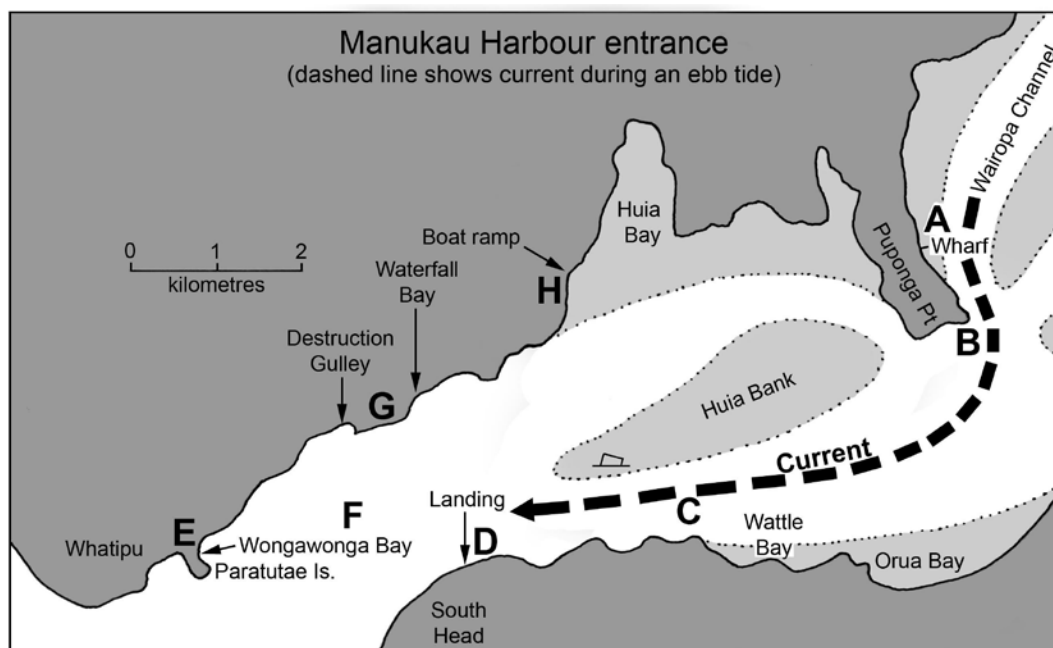 Manukau Harbour entrance
(dashed line shows current during an ebb tide)
Wairopa Channel
A
Wharf
Puponga Pt
B
Huia
Bay
Boat ramp
H
0 1 2
kilometres
Waterfall
Bay
Destruction
Gulley
G
Huia Bank
Current
C
Landing
D
F
E
Whatipu
Wongawonga Bay
Paratutae Is.
Wattle
Bay
Orua Bay
South
Head